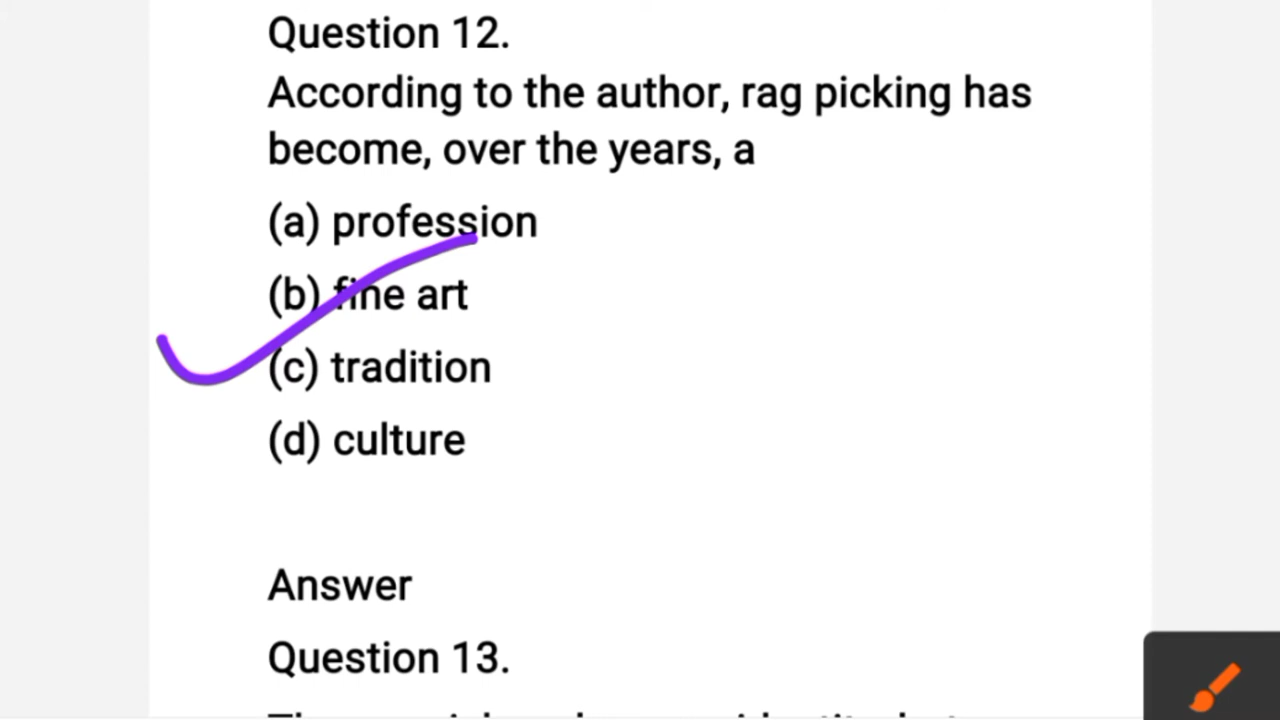 Question 12.
According to the author, rag picking has
become, over the years, a
(a) profession
(b) fine art
(c) tradition
(d) culture
Answer
Question 13.